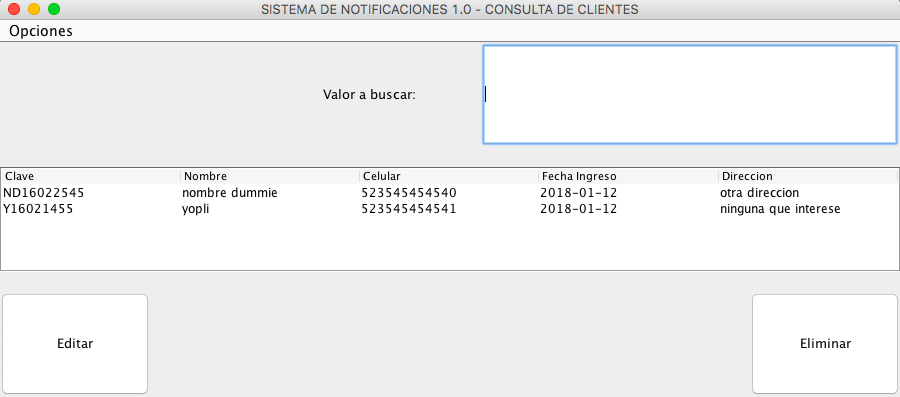 SISTEMA DE NOTIFICACIONES 1.0 - CONSULTA DE CLIENTES
Opciones
Valor a buscar:
Clave Nombre Celular Fecha Ingreso Direccion
ND16022545 nombre dummie 523545454540 2018-01-12 otra direccion
Y16021455 yopli 523545454541 2018-01-12 ninguna que interese
Editar Eliminar